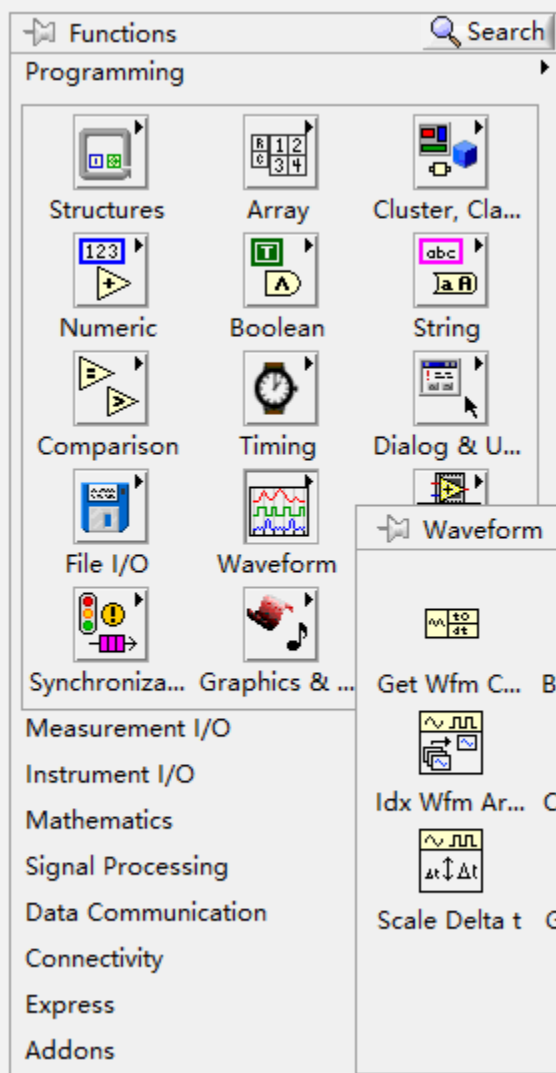 Functions Search
Programming
Structures Array Cluster, Cla...
Numeric Boolean String
Comparison Timing Dialog & U...
File I/O Waveform
Synchroniza... Graphics & ...
Measurement I/O
Instrument I/O
Mathematics
Signal Processing
Data Communication
Connectivity
Express
Addons
Waveform
Get Wfm C... B
Idx Wfm Ar...
Scale Delta t